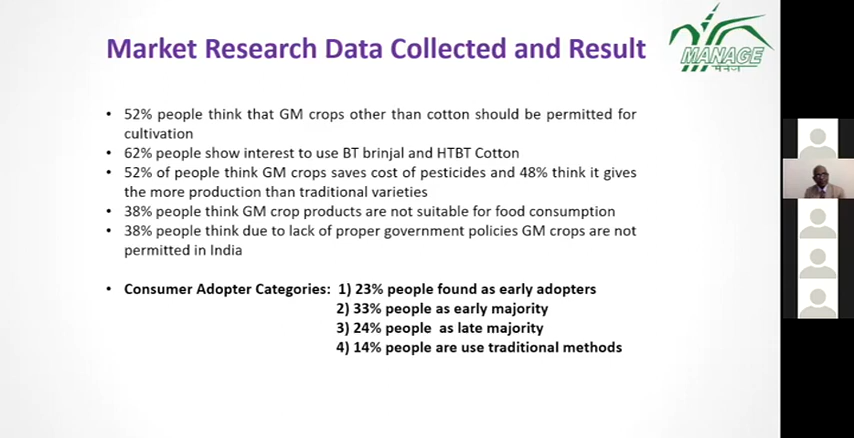 Market Research Data Collected and Result
MANAGE
मैनेज
• 52% people think that GM crops other than cotton should be permitted for
cultivation
• 62% people show interest to use BT brinjal and HTBT Cotton
• 52% of people think GM crops saves cost of pesticides and 48% think it gives
the more production than traditional varieties
• 38% people think GM crop products are not suitable for food consumption
• 38% people think due to lack of proper government policies GM crops are not
permitted in India
• Consumer Adopter Categories: 1) 23% people found as early adopters
2) 33% people as early majority
3) 24% people as late majority
4) 14% people are use traditional methods